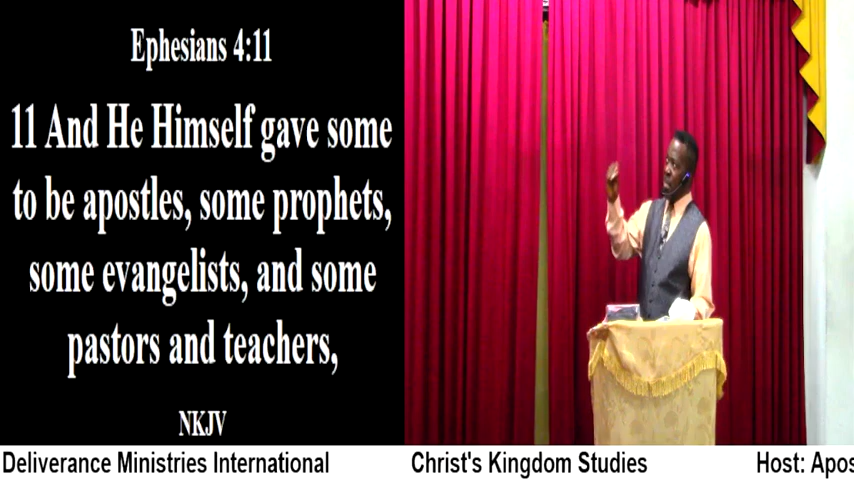 Ephesians 4:11
11 And He Himself gave some
to be apostles, some prophets,
some evangelists, and some
pastors and teachers,
NKJV
Deliverance Ministries International Christ's Kingdom Studies Host: Apos